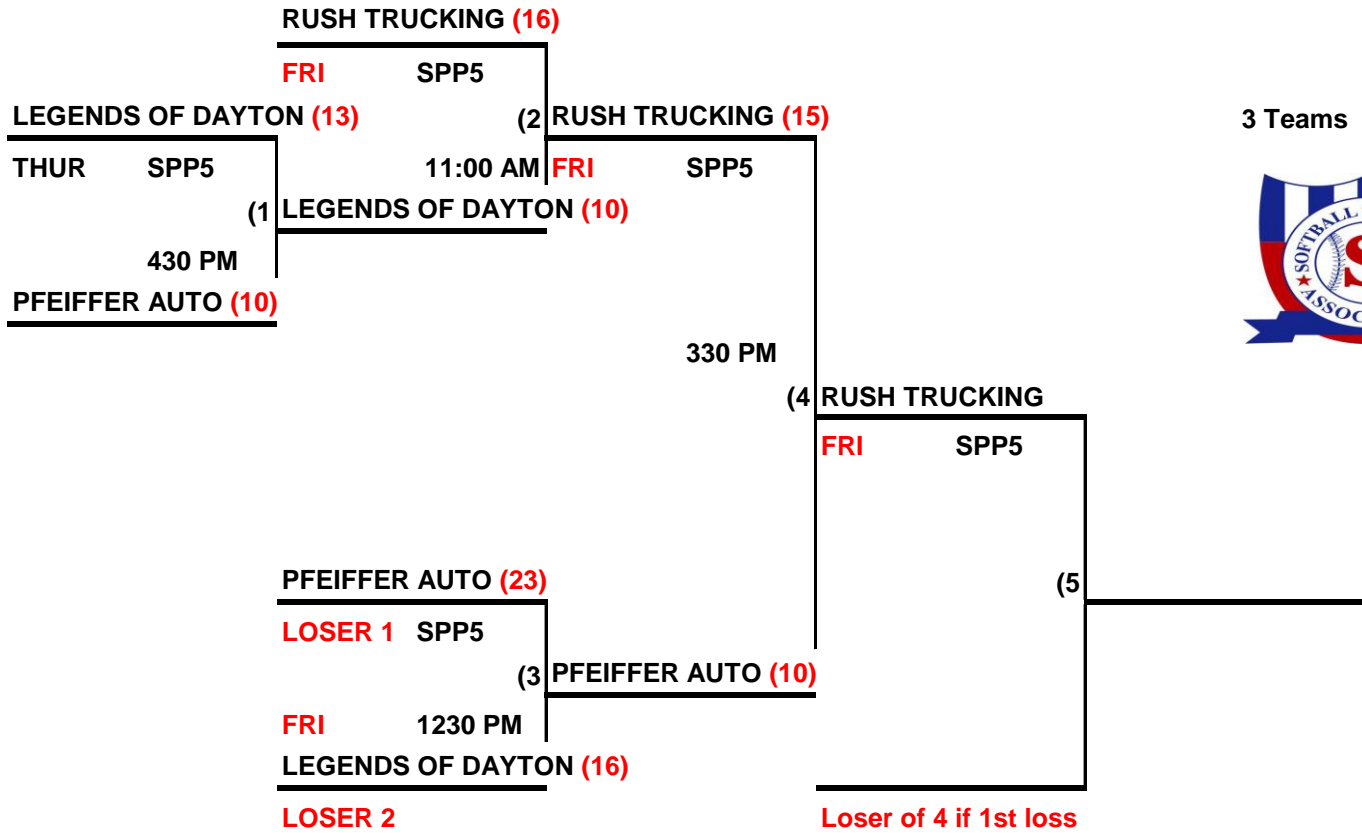 RUSH TRUCKING (16)
FRI SPP5
LEGENDS OF DAYTON (13)
(2 RUSH TRUCKING (15)
3 Teams
THUR SPP5
11:00 AM FRI SPP5
(1 LEGENDS OF DAYTON (10)
430 PM
PFEIFFER AUTO (10)
SOFTBALL
330 PM
(4 RUSH TRUCKING
FRI SPP5
PFEIFFER AUTO (23)
(5
LOSER 1 SPP5
(3 PFEIFFER AUTO (10)
FRI 1230 PM
LEGENDS OF DAYTON (16)
LOSER 2
Loser of 4 if 1st loss